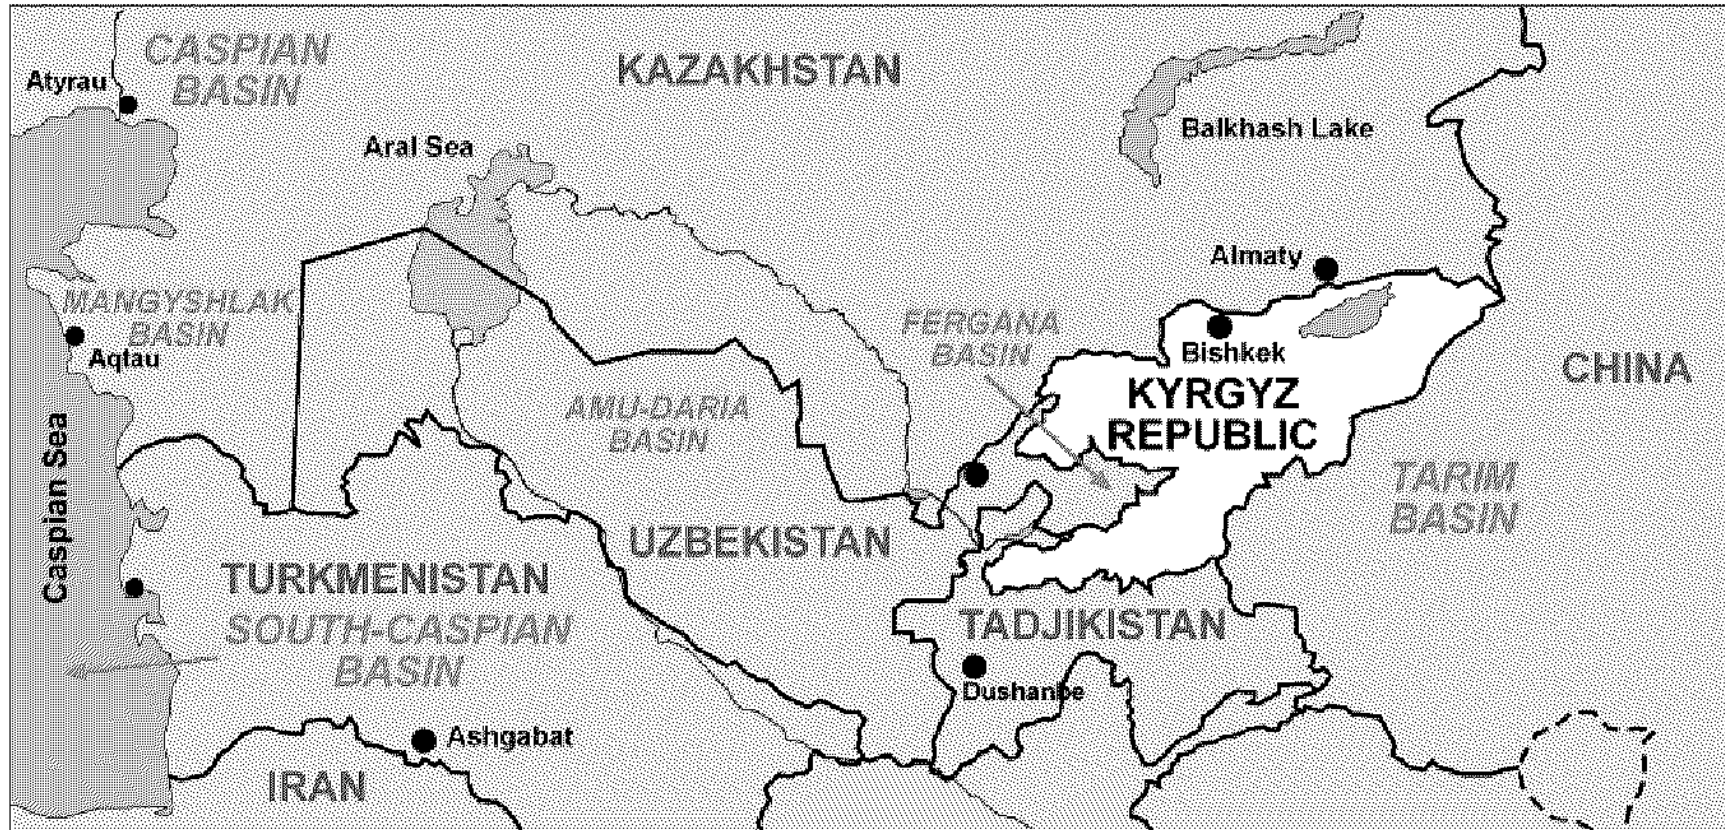 CASPIAN
BASIN
Atyrau
KAZAKHSTAN
Balkhash Lake
Aral Sea
Almaty
MANGYSHLAK
BASIN
Aqtau
FERGANA
BASIN
Bishkek
KYRGYZ
REPUBLIC
CHINA
AMU-DARIA
BASIN
Caspian Sea
TARIM
BASIN
UZBEKISTAN
TURKMENISTAN
SOUTH-CASPIAN
BASIN
TADJIKISTAN
Dushanbe
Ashgabat
IRAN